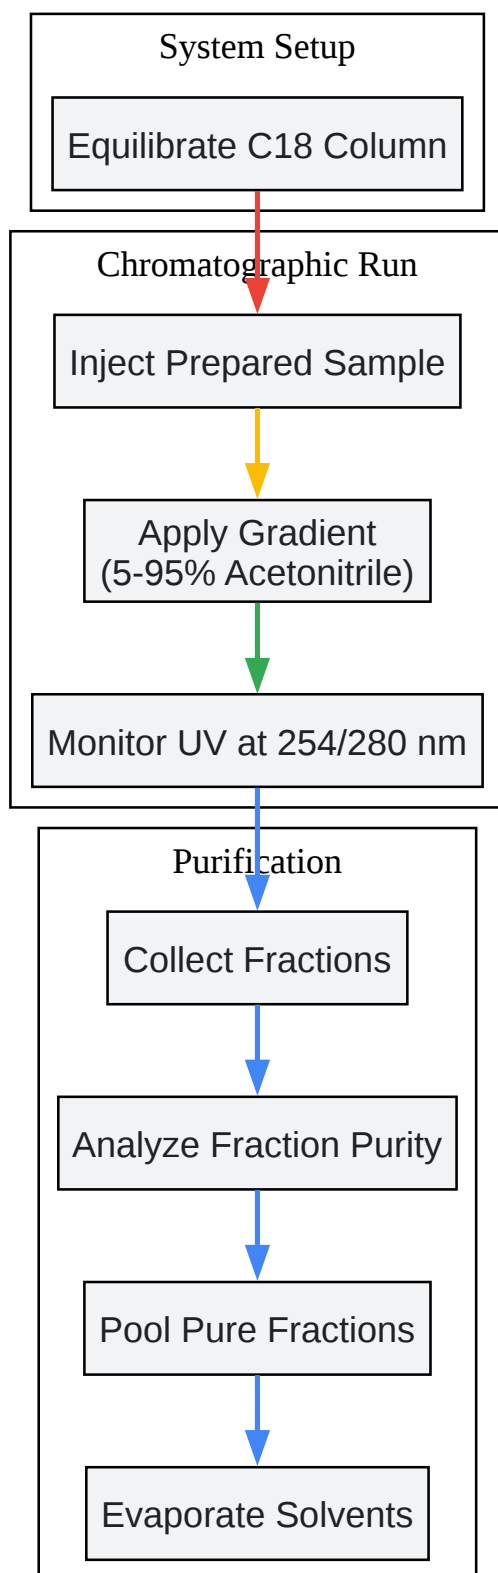 System Setup
Equilibrate C18 Column
Chromatographic Run
Inject Prepared Sample
Apply Gradient
(5-95% Acetonitrile)
Monitor UV at 254/280 nm
Purification
Collect Fractions
Analyze Fraction Purity
Pool Pure Fractions
Evaporate Solvents